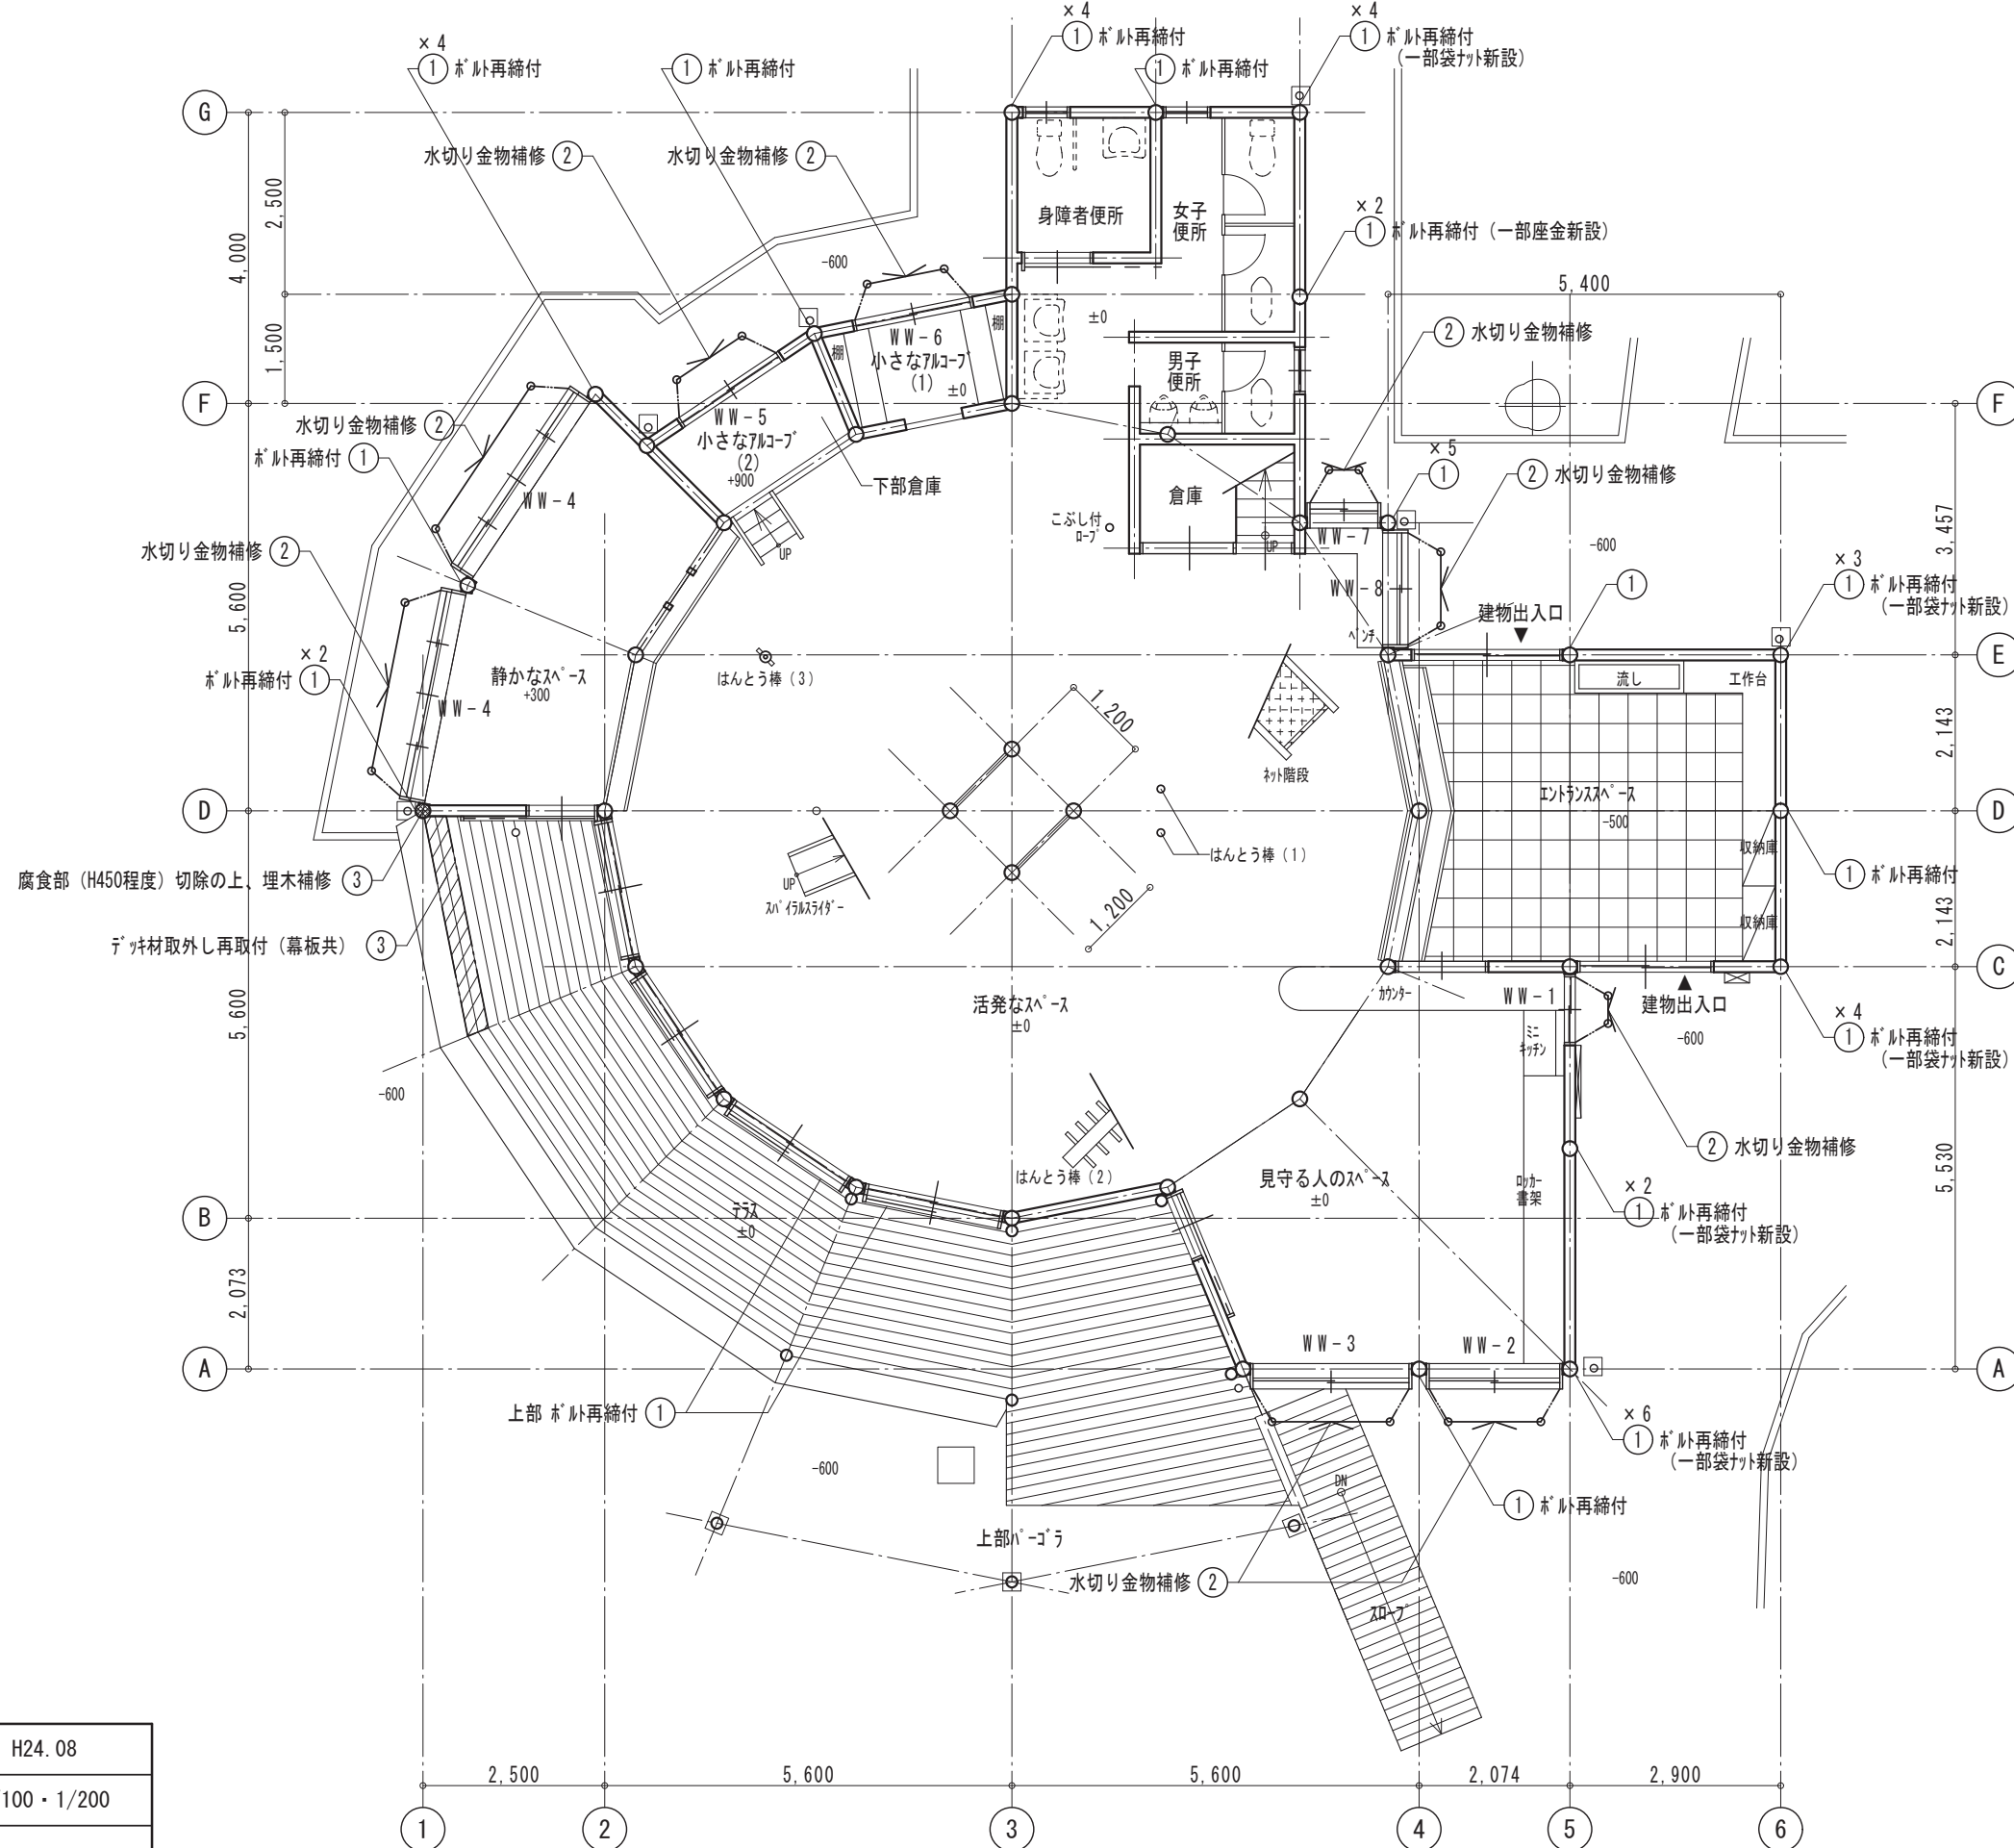 × 4
① ボルト再締付
× 4
① ボルト再締付
(一部袋ナット新設)
× 4
① ボルト再締付
① ボルト再締付
① ボルト再締付
G
水切り金物補修 ②
水切り金物補修 ②
2,500
4,000
1,500
身障者便所
女子
便所
× 2
① ボルト再締付 (一部座金新設)
-600
5,400
±0
② 水切り金物補修
棚
WW-6
小さなアルコーブ
(1)
±0
棚
男子
便所
F
F
水切り金物補修 ②
WW-5
小さなアルコーブ
(2)
+900
ボルト再締付 ①
下部倉庫
× 5
①
② 水切り金物補修
WW-4
倉庫
こぶし付
ロープ
UP
UP
WW-7
-600
3,457
水切り金物補修 ②
5,600
WW-8
ベンチ
建物出入口
①
× 3
① ボルト再締付
(一部袋ナット新設)
× 2
ボルト再締付 ①
静かなスペース
+300
はんとう棒 (3)
E
流し
工作台
WW-4
1,200
ネット階段
2,143
D
エントランススペース
-500
D
収納庫
腐食部 (H450程度) 切除の上、埋木補修 ③
UP
スパイラルスライダー
はんとう棒 (1)
① ボルト再締付
1,200
収納庫
2,143
デッキ材取外し再取付 (幕板共) ③
C
5,600
活発なスペース
±0
カウンター
WW-1
建物出入口
-600
ミニ
キッチン
× 4
① ボルト再締付
(一部袋ナット新設)
-600
② 水切り金物補修
はんとう棒 (2)
見守る人のスペース
±0
ロッカー
書架
5,530
× 2
① ボルト再締付
(一部袋ナット新設)
B
テラス
±0
2,073
WW-3
WW-2
A
A
上部 ボルト再締付 ①
× 6
① ボルト再締付
(一部袋ナット新設)
-600
DN
① ボルト再締付
上部パーゴラ
水切り金物補修 ②
-600
スロープ
H24.08
100・1/200
2,500
5,600
5,600
2,074
2,900
1
2
3
4
5
6